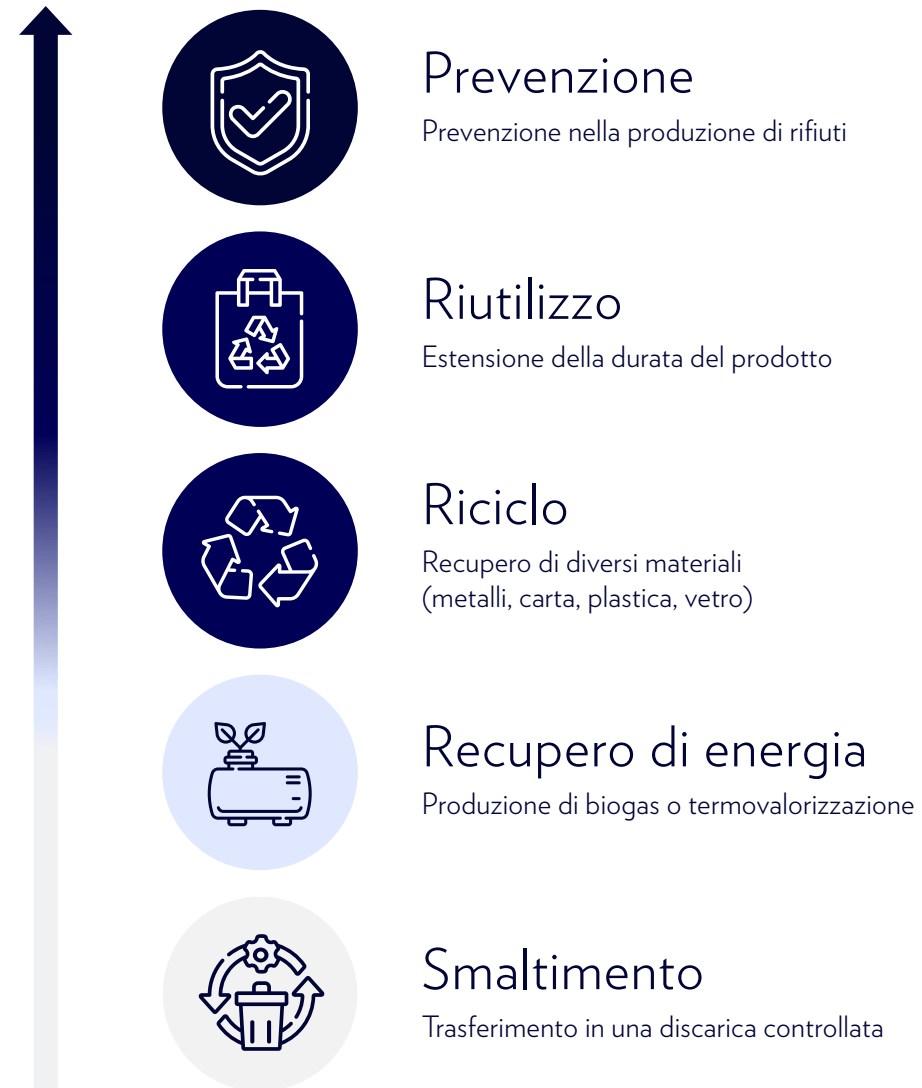 Prevenzione
Prevenzione nella produzione di rifiuti
Riutilizzo
Estensione della durata del prodotto
Riciclo
Recupero di diversi materiali
(metalli, carta, plastica, vetro)
Recupero di energia
Produzione di biogas o termovalorizzazione
Smaltimento
Trasferimento in una discarica controllata